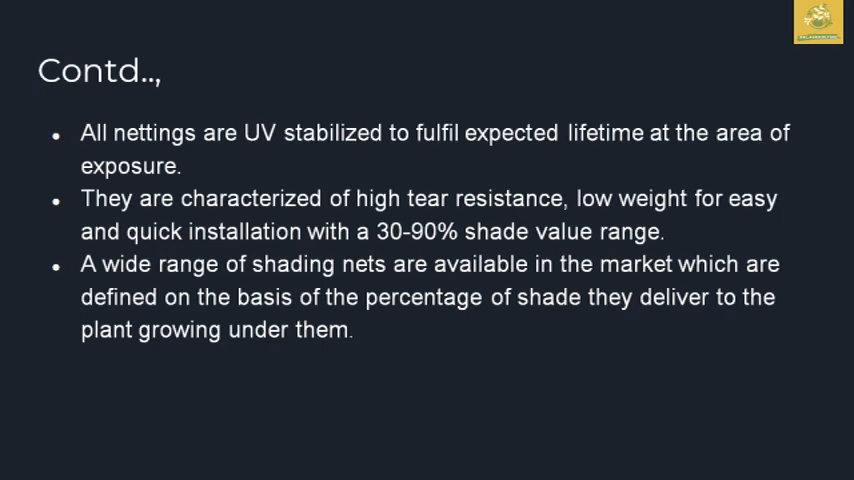 Contd..,
• All nettings are UV stabilized to fulfil expected lifetime at the area of
exposure.
• They are characterized of high tear resistance, low weight for easy
and quick installation with a 30-90% shade value range.
• A wide range of shading nets are available in the market which are
defined on the basis of the percentage of shade they deliver to the
plant growing under them.